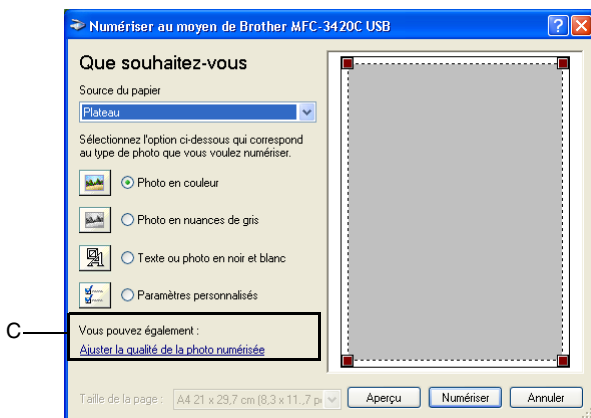 Numériser au moyen de Brother MFC-3420C USB
Que souhaitez-vous
Source du papier
Plateau
Sélectionnez l'option ci-dessous qui correspond
au type de photo que vous voulez numériser.
Photo en couleur
Photo en nuances de gris
Texte ou photo en noir et blanc
Paramètres personnalisés
C
Vous pouvez également :
Ajuster la qualité de la photo numérisée
Taille de la page : A4 21 x 29,7 cm (8,3 x 11.,7 p
Aperçu Numériser Annuler